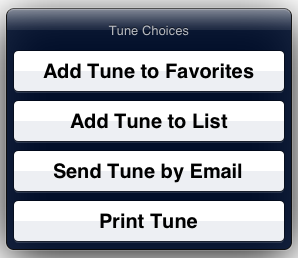 Tune Choices
Add Tune to Favorites
Add Tune to List
Send Tune by Email
Print Tune